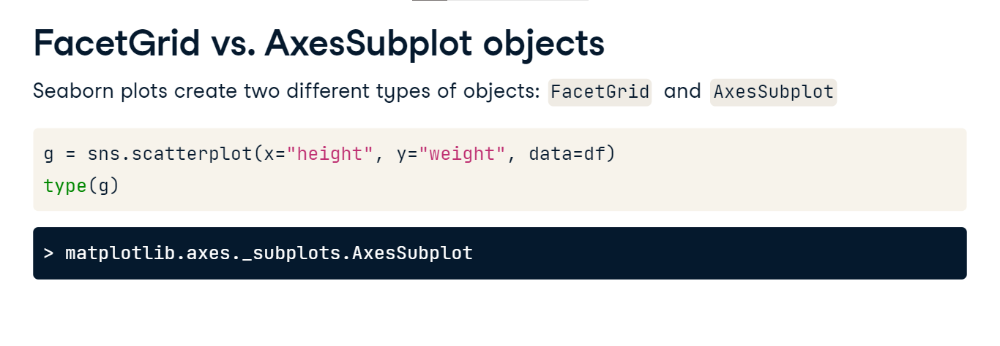 FacetGrid vs. AxesSubplot objects
Seaborn plots create two different types of objects: FacetGrid and AxesSubplot
g = sns.scatterplot(x="height", y="weight", data=df)
type(g)
> matplotlib.axes._subplots.AxesSubplot